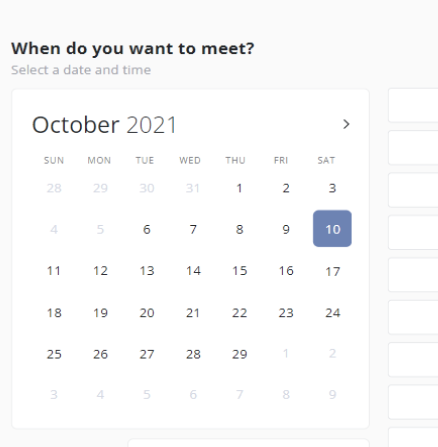 When do you want to meet?
Select a date and time
October 2021
SUN MON TUE WED THU FRI SAT
28 29 30 31 1 2 3
4 5 6 7 8 9 10
11 12 13 14 15 16 17
18 19 20 21 22 23 24
25 26 27 28 29 1 2
3 4 5 6 7 8 9